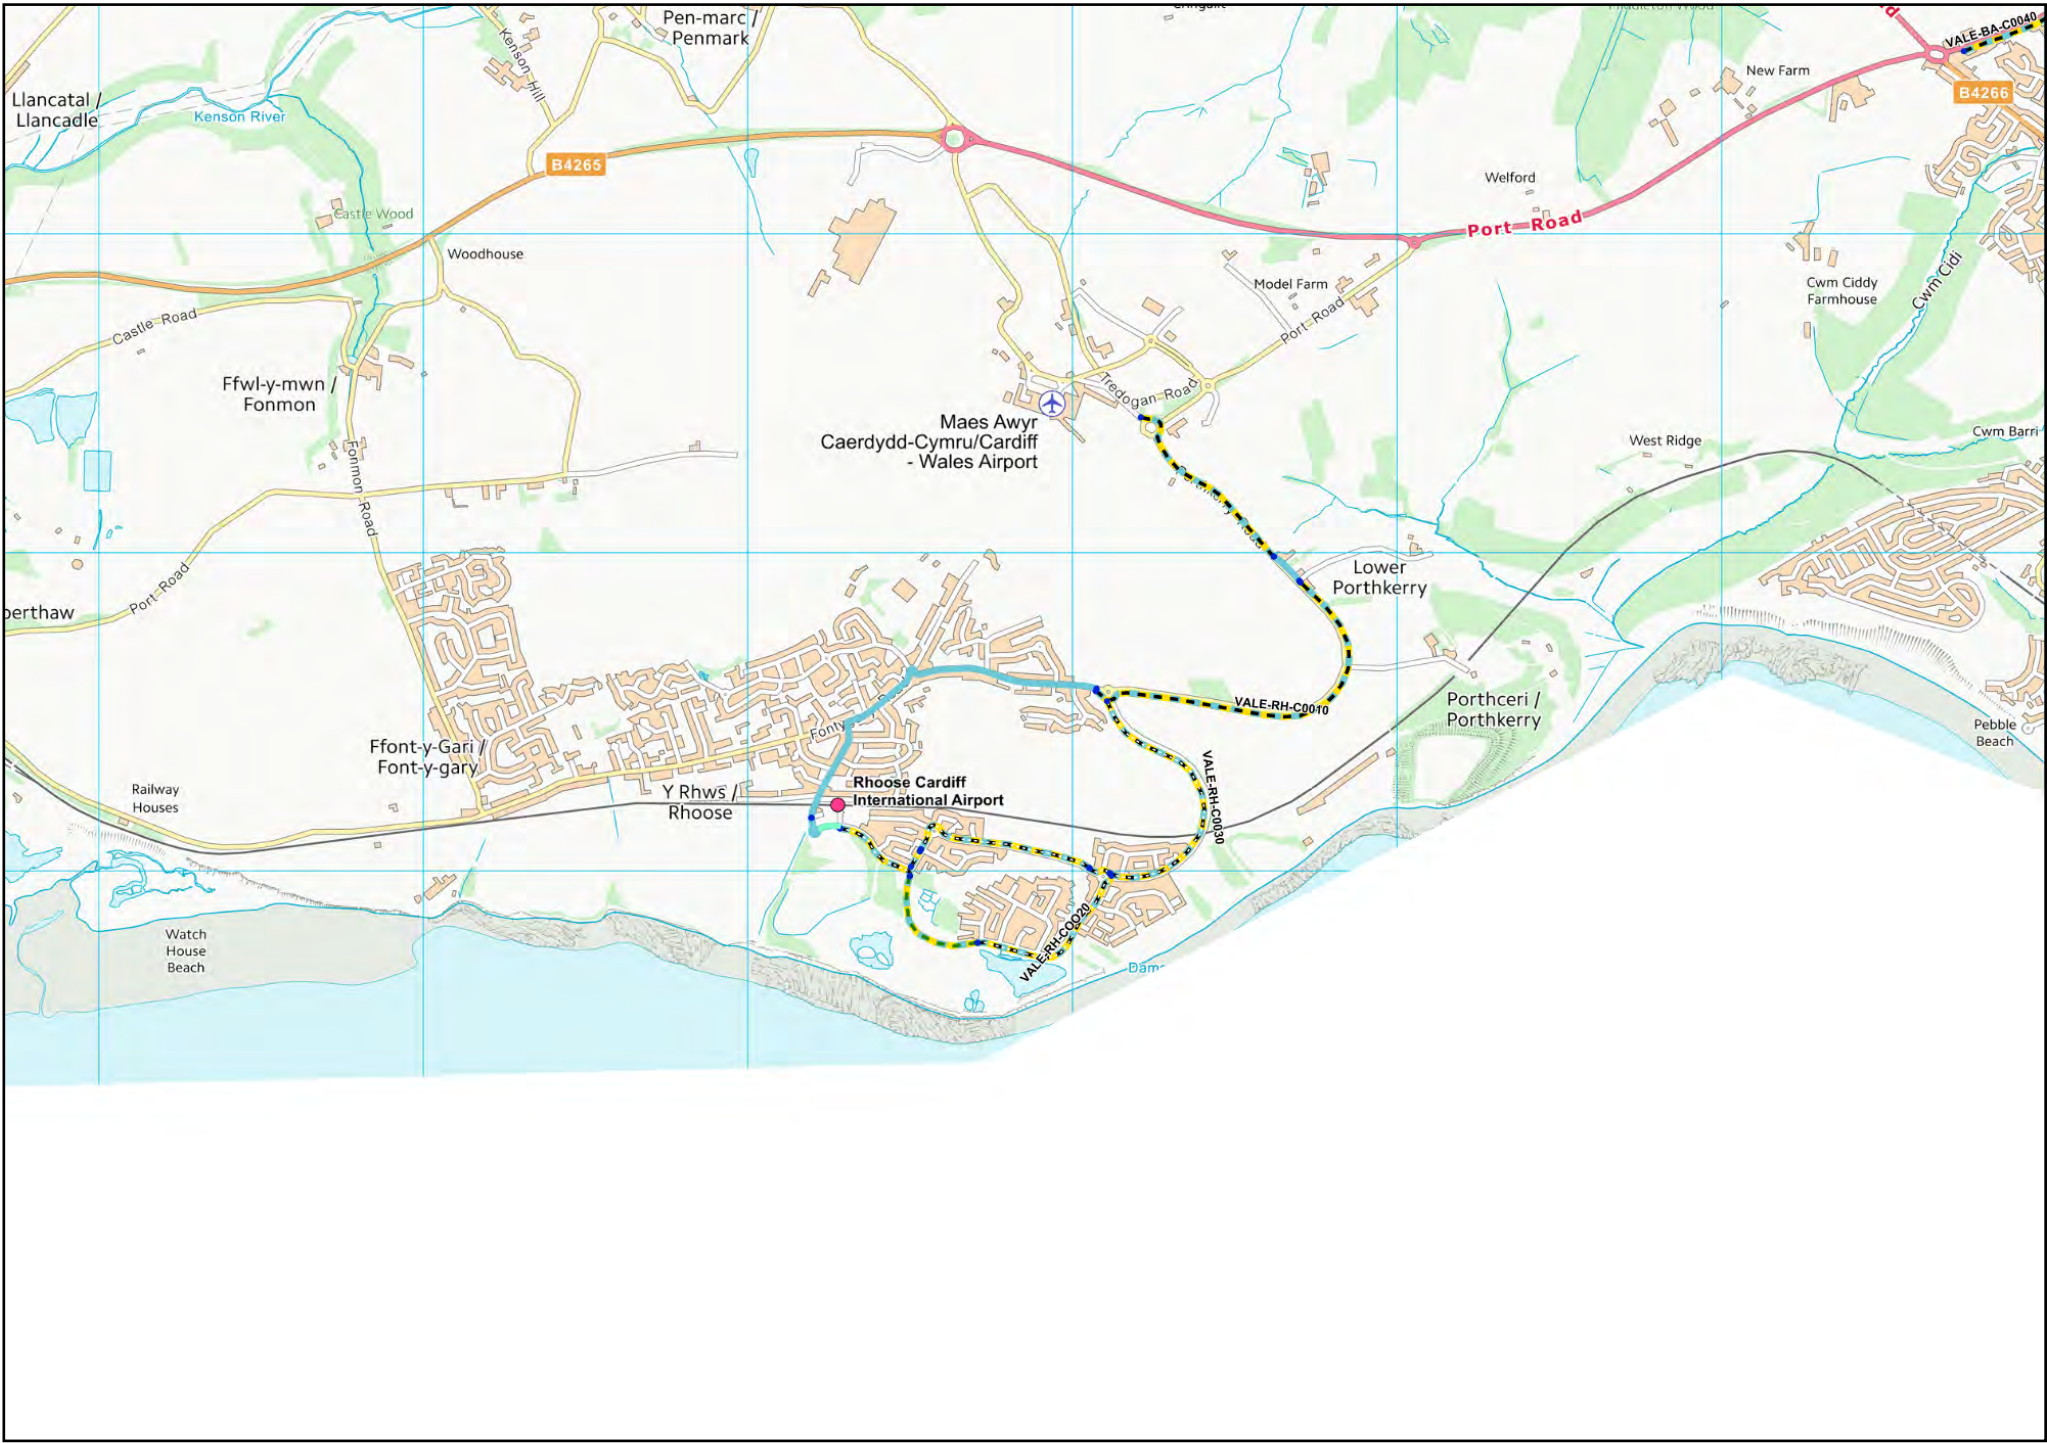 Pen-marc /
Penmark
VALE-BA-C0040
B4266
New Farm
Kenson Hill
Llancatal /
Llancadle
Kenson River
B4265
Welford
Port Road
Castle Wood
Woodhouse
Model Farm
Port Road
Cwm Ciddy
Farmhouse
Cwm Cidi
Castle Road
Ffwl-y-mwn /
Fonmon
Tredogan Road
Maes Awyr
Caerdydd-Cymru/Cardiff
- Wales Airport
West Ridge
Cwm Barri
Fonmon Road
Port Road
Lower
Porthkerry
berthaw
VALE-RH-C0010
Porthceri /
Porthkerry
Pebble
Beach
Ffont-y-Gari /
Font-y-gary
VALE-RH-C0030
Railway
Houses
Y Rhws /
Rhoose
Rhoose Cardiff
International Airport
VALE-RH-COO20
Watch
House
Beach
Dams